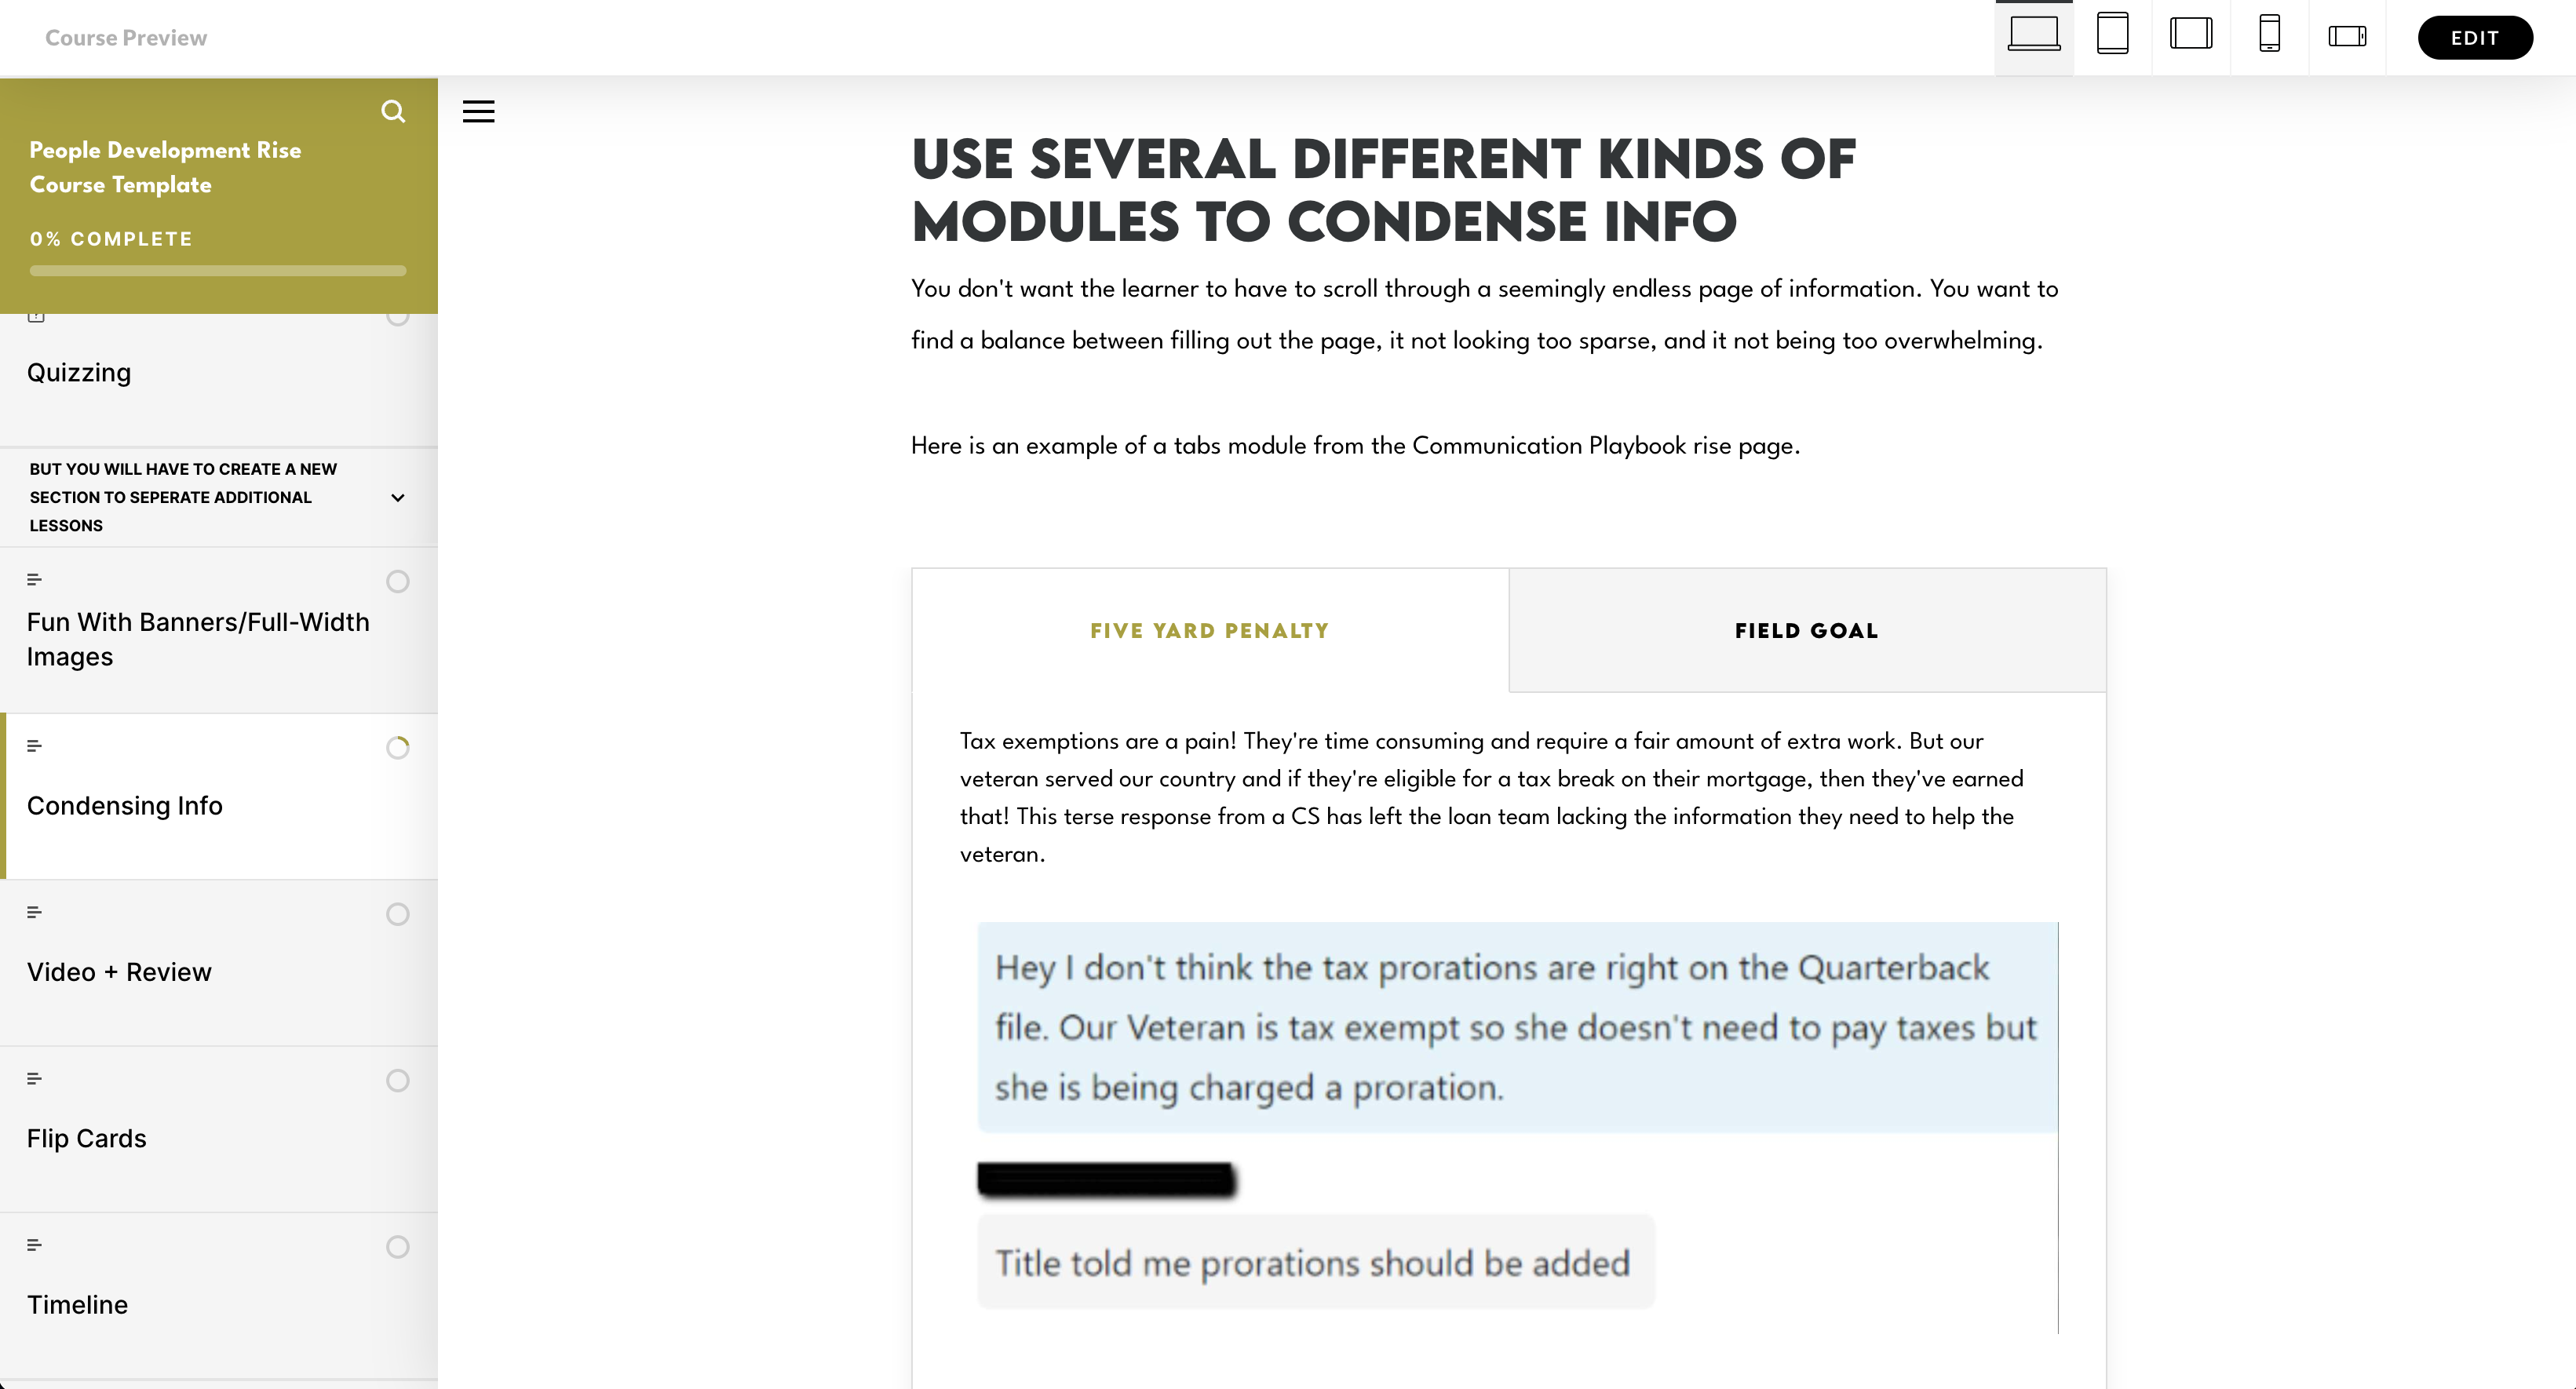 Course Preview
EDIT
People Development Rise
Course Template
0% COMPLETE
Quizzing
BUT YOU WILL HAVE TO CREATE A NEW
SECTION TO SEPERATE ADDITIONAL
LESSONS
Fun With Banners/Full-Width
Images
Condensing Info
Video + Review
Flip Cards
Timeline
USE SEVERAL DIFFERENT KINDS OF
MODULES TO CONDENSE INFO
You don't want the learner to have to scroll through a seemingly endless page of information. You want to
find a balance between filling out the page, it not looking too sparse, and it not being too overwhelming.
Here is an example of a tabs module from the Communication Playbook rise page.
FIVE YARD PENALTY
FIELD GOAL
Tax exemptions are a pain! They're time consuming and require a fair amount of extra work. But our
veteran served our country and if they're eligible for a tax break on their mortgage, then they've earned
that! This terse response from a CS has left the loan team lacking the information they need to help the
veteran.
Hey I don't think the tax prorations are right on the Quarterback
file. Our Veteran is tax exempt so she doesn't need to pay taxes but
she is being charged a proration.
Title told me prorations should be added